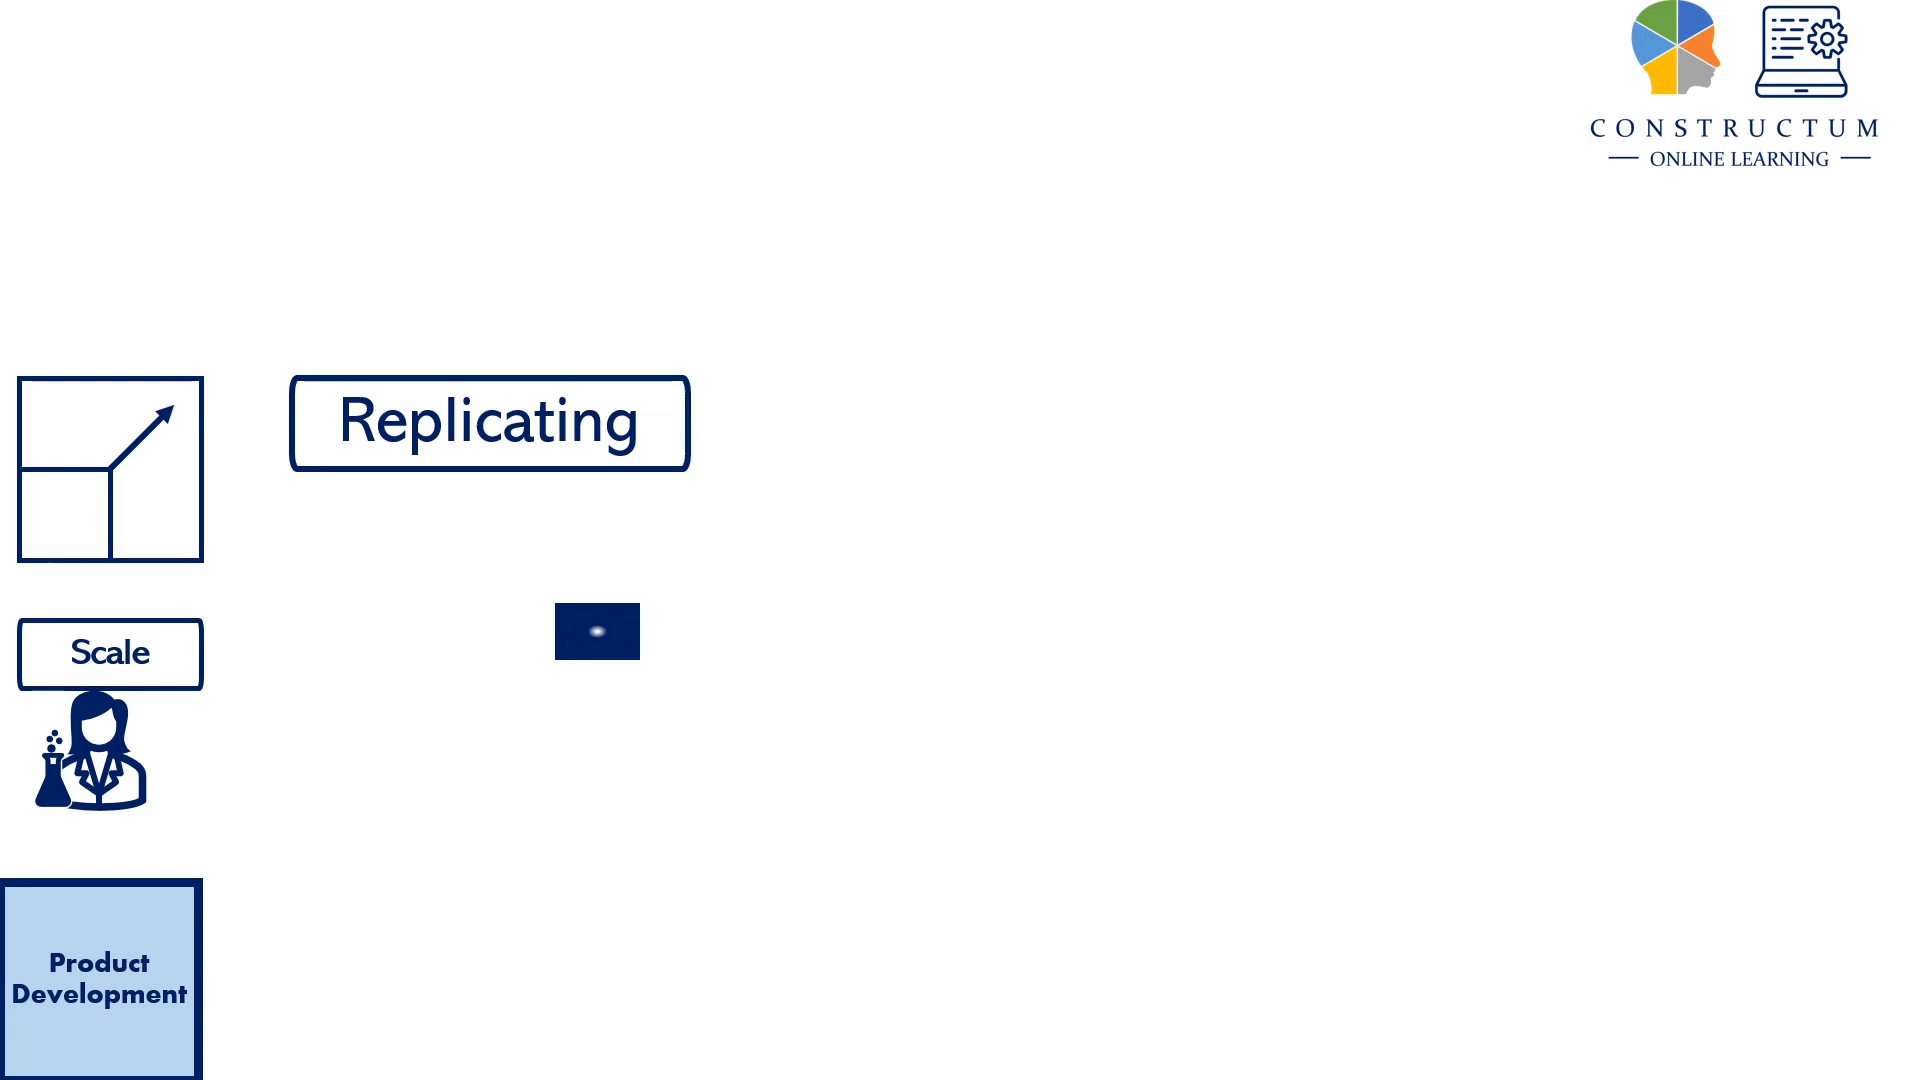 CONSTRUCTUM
ONLINE LEARNING
Replicating
Scale
Product
Development